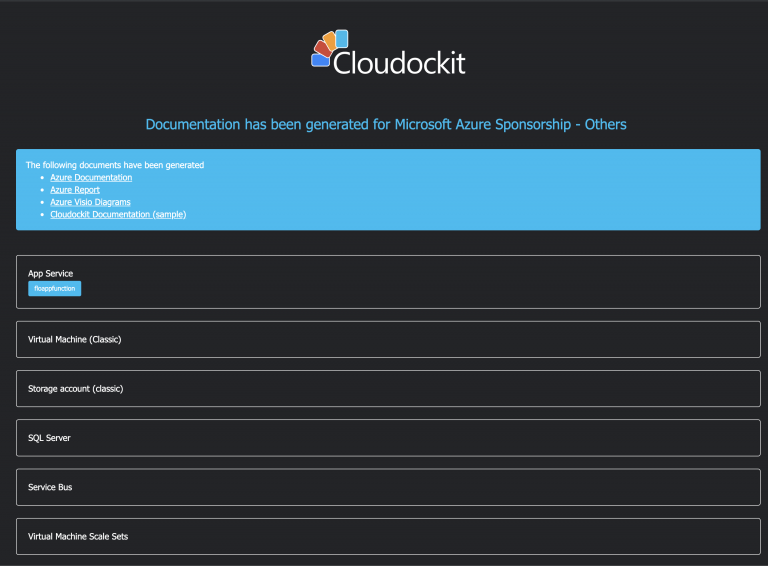 Cloudockit
Documentation has been generated for Microsoft Azure Sponsorship - Others
The following documents have been generated
Azure Documentation
Azure Report
Azure Visio Diagrams
Cloudockit Documentation (sample)
App Service
floappfunction
Virtual Machine (Classic)
Storage account (classic)
SQL Server
Service Bus
Virtual Machine Scale Sets